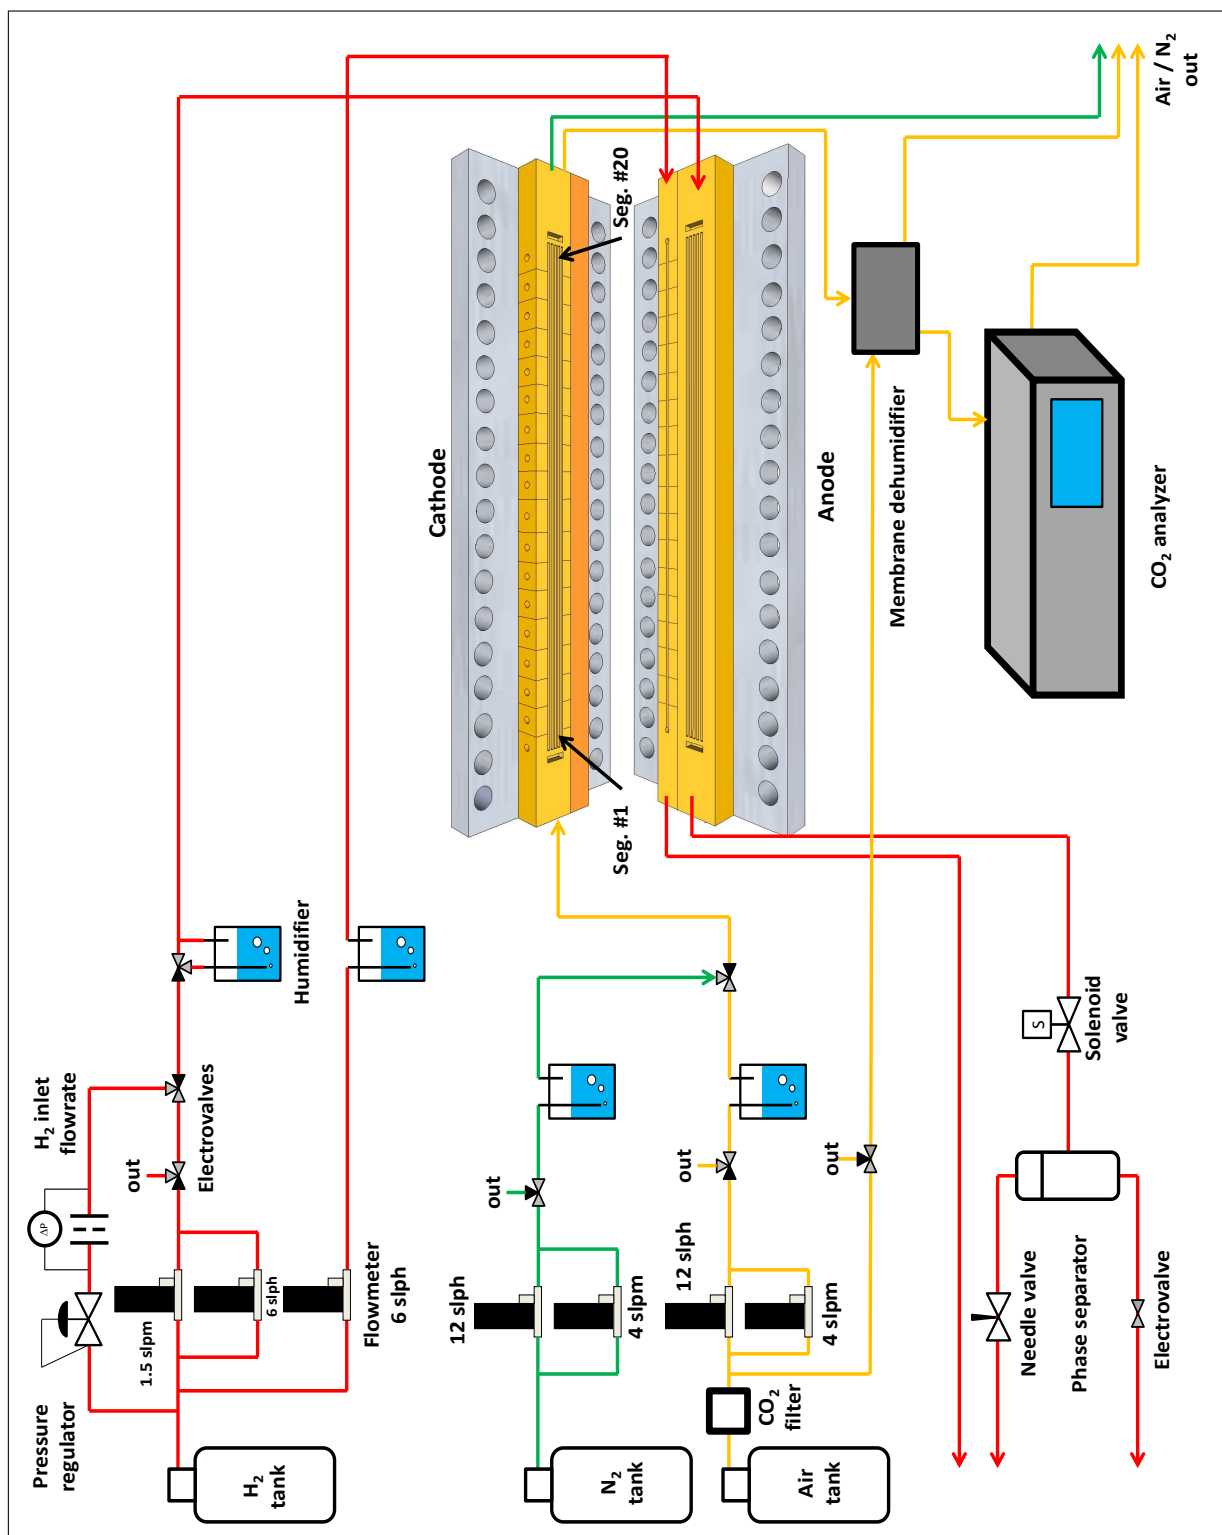 Pressure
regulator
ΔP
H₂ inlet
flowrate
out
Electrovalves
1.5 slpm
6 slph
Flowmeter
6 slph
Humidifier
H₂
tank
N₂
tank
Air
tank
CO₂
filter
12 slph
4 slpm
out
12 slph
4 slpm
out
out
Cathode
Seg. #1
Seg. #20
Anode
Air / N₂
out
Membrane dehumidifier
CO₂ analyzer
S
Solenoid
valve
Needle valve
Phase separator
Electrovalve